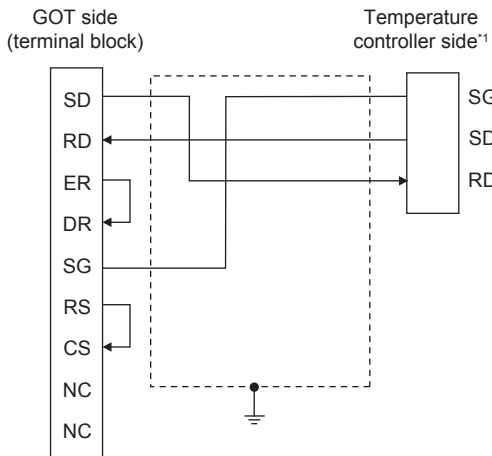 GOT side
(terminal block)
Temperature
controller side*1
SD
RD
ER
DR
SG
RS
CS
NC
NC
SG
SD
RD